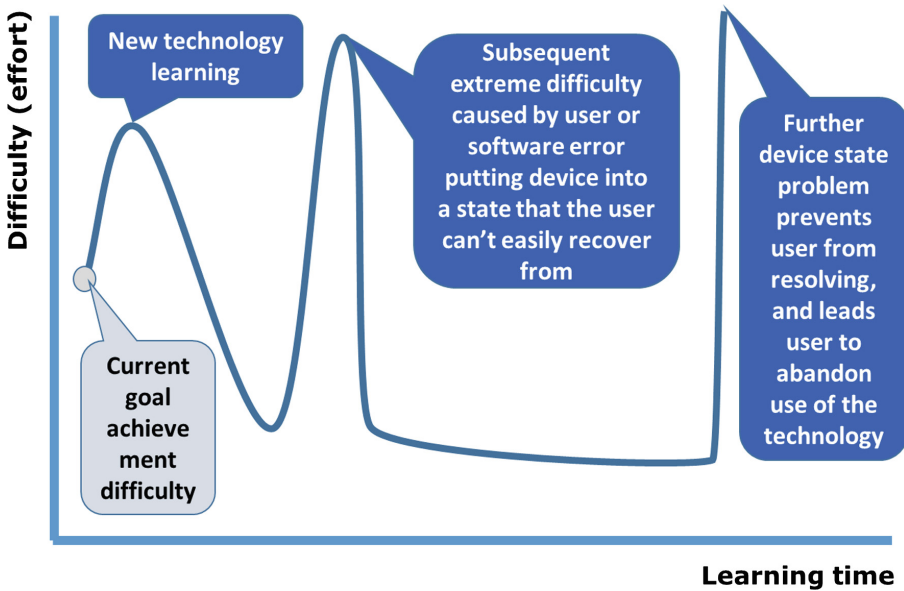 Difficulty (effort)
New technology
learning
Subsequent
extreme difficulty
caused by user or
software error
putting device into
a state that the user
can’t easily recover
from
Further
device state
problem
prevents
user from
resolving,
and leads
user to
abandon
use of the
technology
Current
goal
achieve
ment
difficulty
Learning time